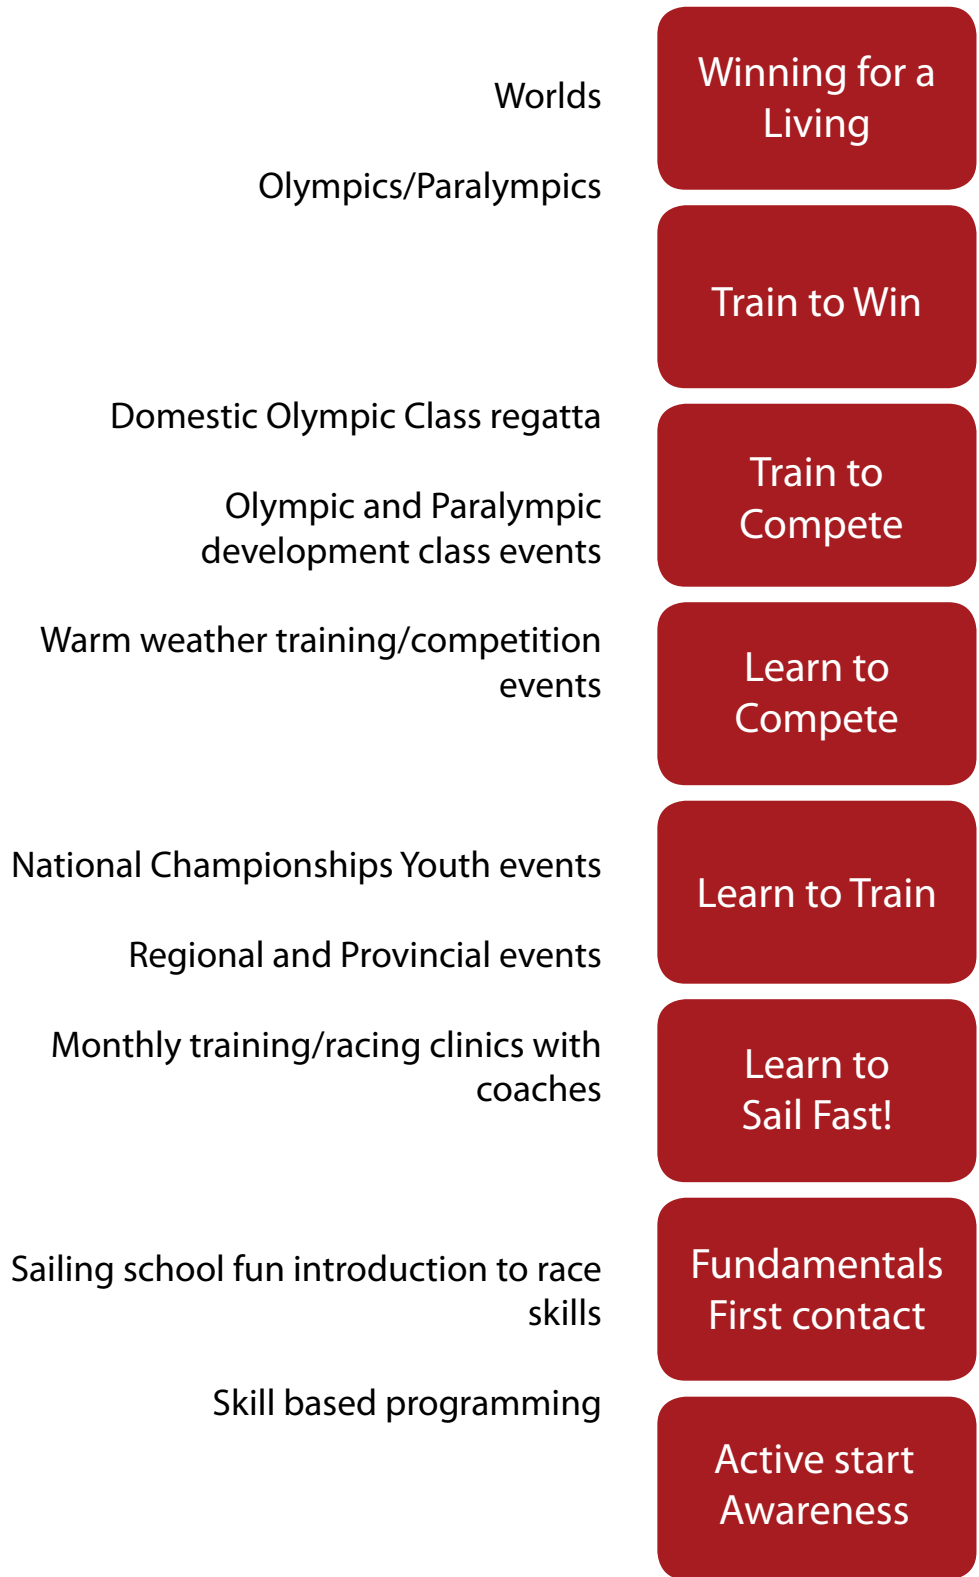 Worlds
Olympics/Paralympics
Winning for a
Living
Train to Win
Domestic Olympic Class regatta
Olympic and Paralympic
development class events
Train to
Compete
Warm weather training/competition
events
Learn to
Compete
National Championships Youth events
Regional and Provincial events
Learn to Train
Monthly training/racing clinics with
coaches
Learn to
Sail Fast!
Sailing school fun introduction to race
skills
Fundamentals
First contact
Skill based programming
Active start
Awareness